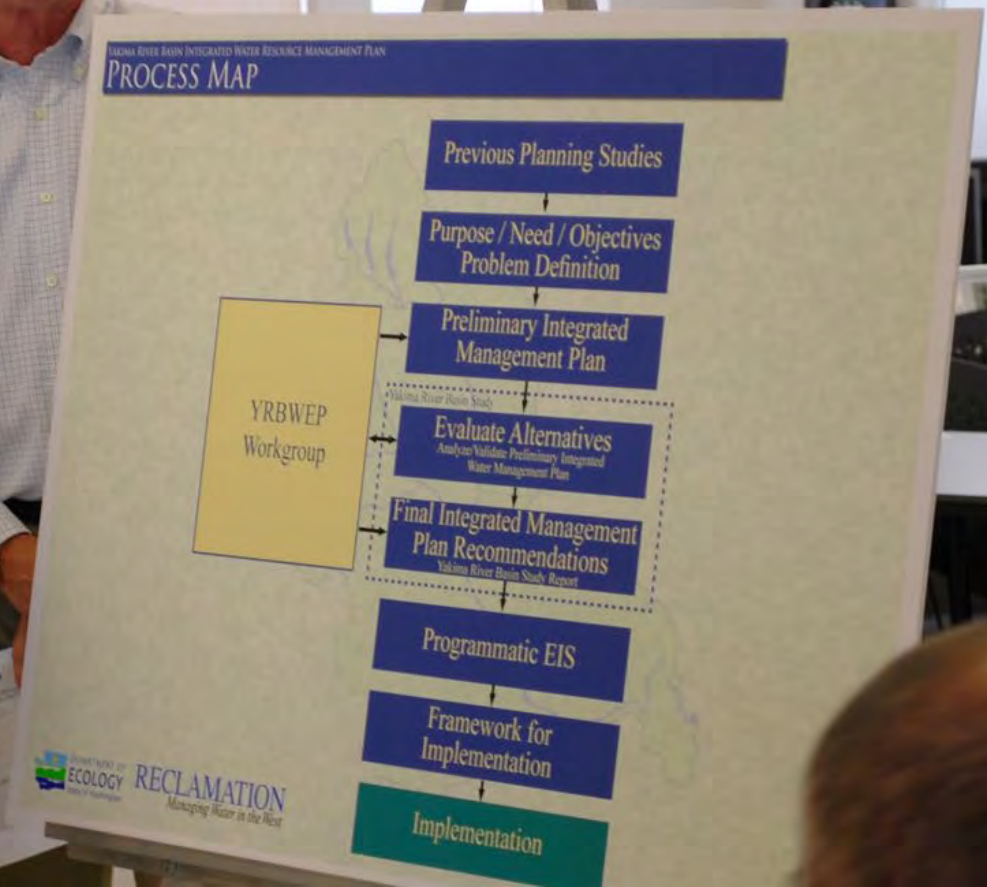 YAKIMA RIVER BASIN INTEGRATED WATER RESOURCE MANAGEMENT PLAN
PROCESS MAP
Previous Planning Studies
Purpose / Need / Objectives
Problem Definition
Preliminary Integrated
Management Plan
YRBWEP
Workgroup
Yakima River Basin Study
Evaluate Alternatives
Analyze/Validate Preliminary Integrated
Water Management Plan
Final Integrated Management
Plan Recommendations
Yakima River Basin Study Report
Programmatic EIS
Framework for
Implementation
Implementation
DEPARTMENT OF
ECOLOGY
State of Washington
RECLAMATION
Managing Water in the West